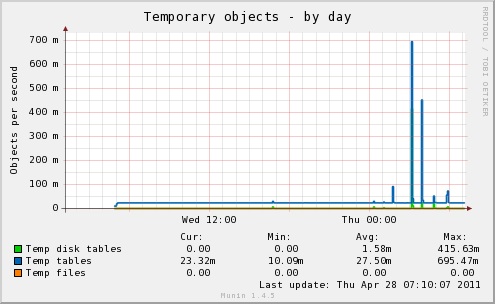 Temporary objects - by day
RRDTOOL / TOBI OETIKER
Objects per second
700 m
600 m
500 m
400 m
300 m
200 m
100 m
0
Wed 12:00 Thu 00:00
Cur: Min: Avg: Max:
Temp disk tables 0.00 0.00 1.58m 415.63m
Temp tables 23.32m 10.09m 27.50m 695.47m
Temp files 0.00 0.00 0.00 0.00
Last update: Thu Apr 28 07:10:07 2011
Munin 1.4.5